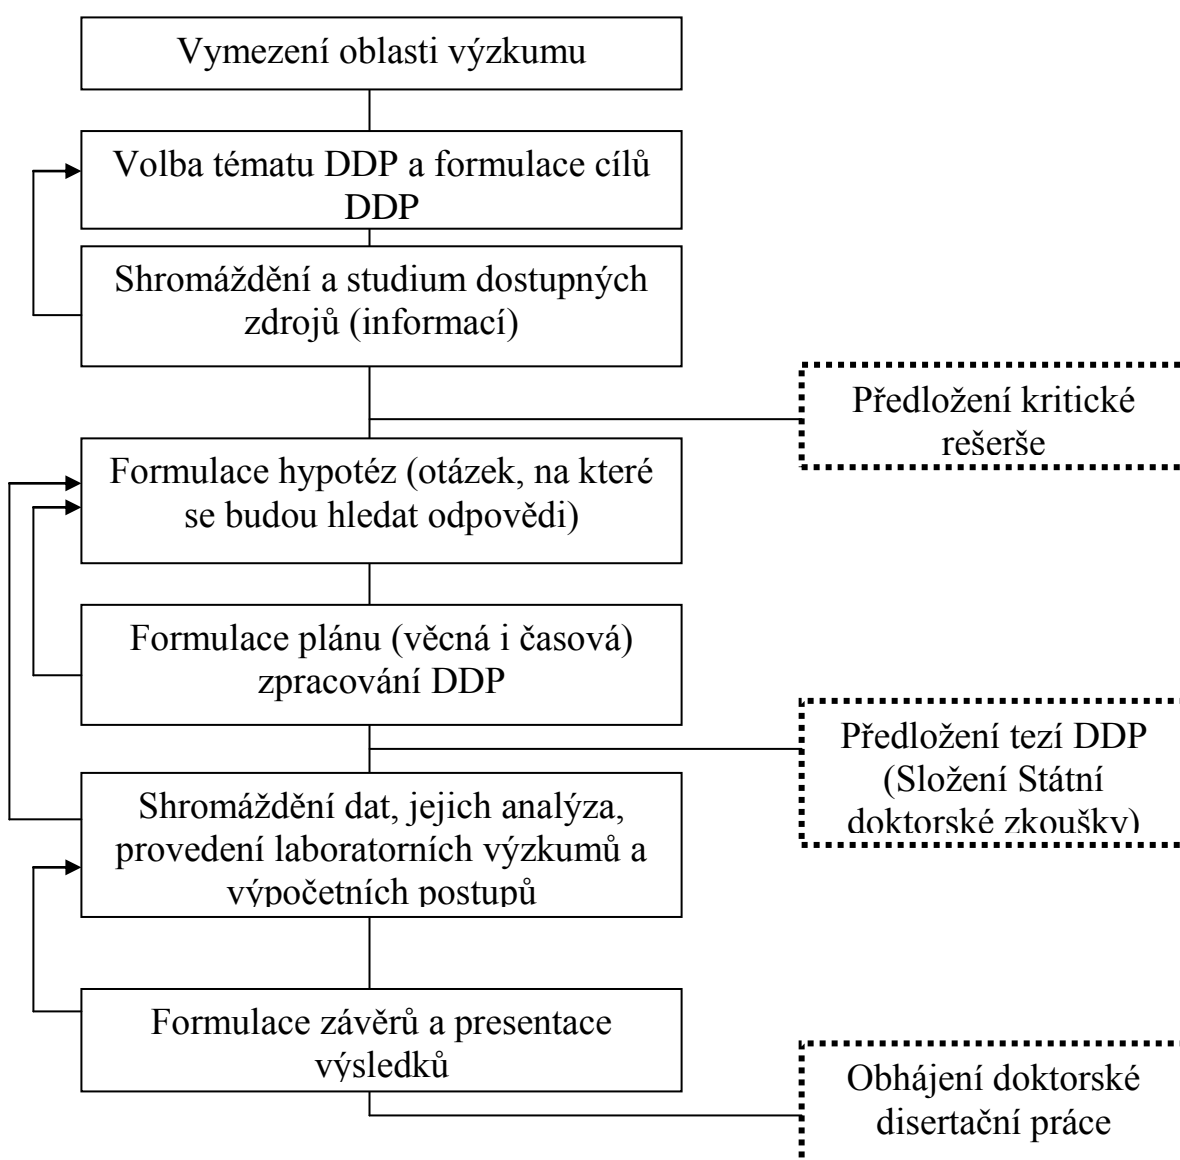 Vymezení oblasti výzkumu
Volba tématu DDP a formulace cílů
DDP
Shromáždění a studium dostupných
zdrojů (informací)
Předložení kritické
rešerše
Formulace hypotéz (otázek, na které
se budou hledat odpovědi)
Formulace plánu (věcná i časová)
zpracování DDP
Předložení tezí DDP
(Složení Státní
doktorské zkoušky)
Shromáždění dat, jejich analýza,
provedení laboratorních výzkumů a
výpočetních postupů
Formulace závěrů a presentace
výsledků
Obhájení doktorské
disertační práce